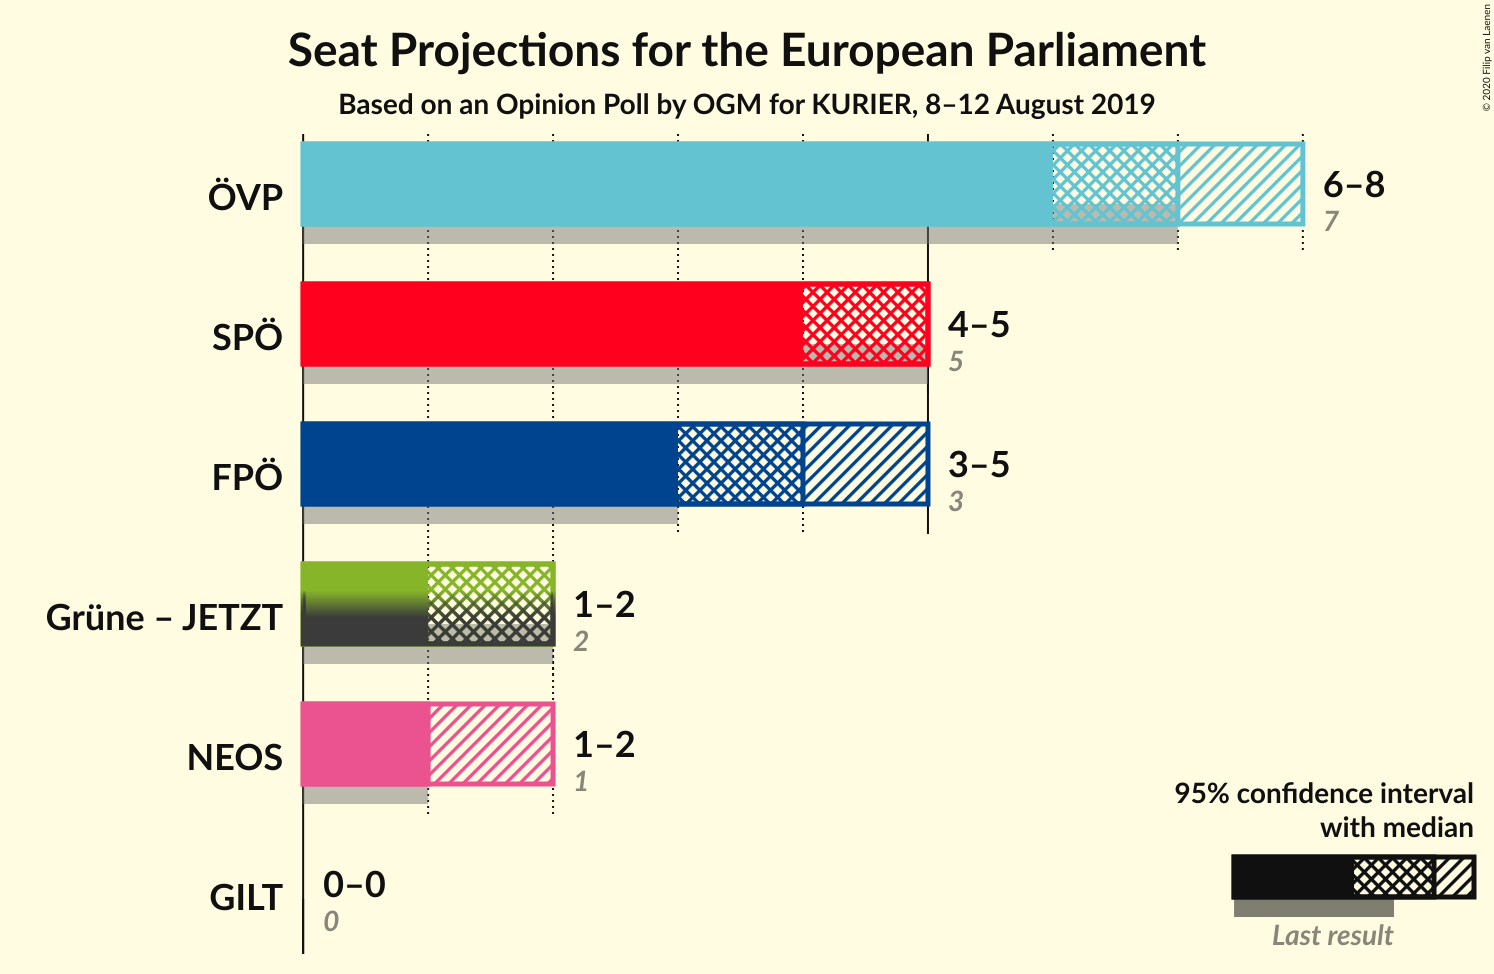 Seat Projections for the European Parliament
Based on an Opinion Poll by OGM for KURIER, 8–12 August 2019
© 2020 Filip van Laenen
ÖVP
6–8
7
SPÖ
4–5
5
FPÖ
3–5
3
Grüne – JETZT
1–2
2
NEOS
1–2
1
GILT
0–0
0
95% confidence interval
with median
Last result